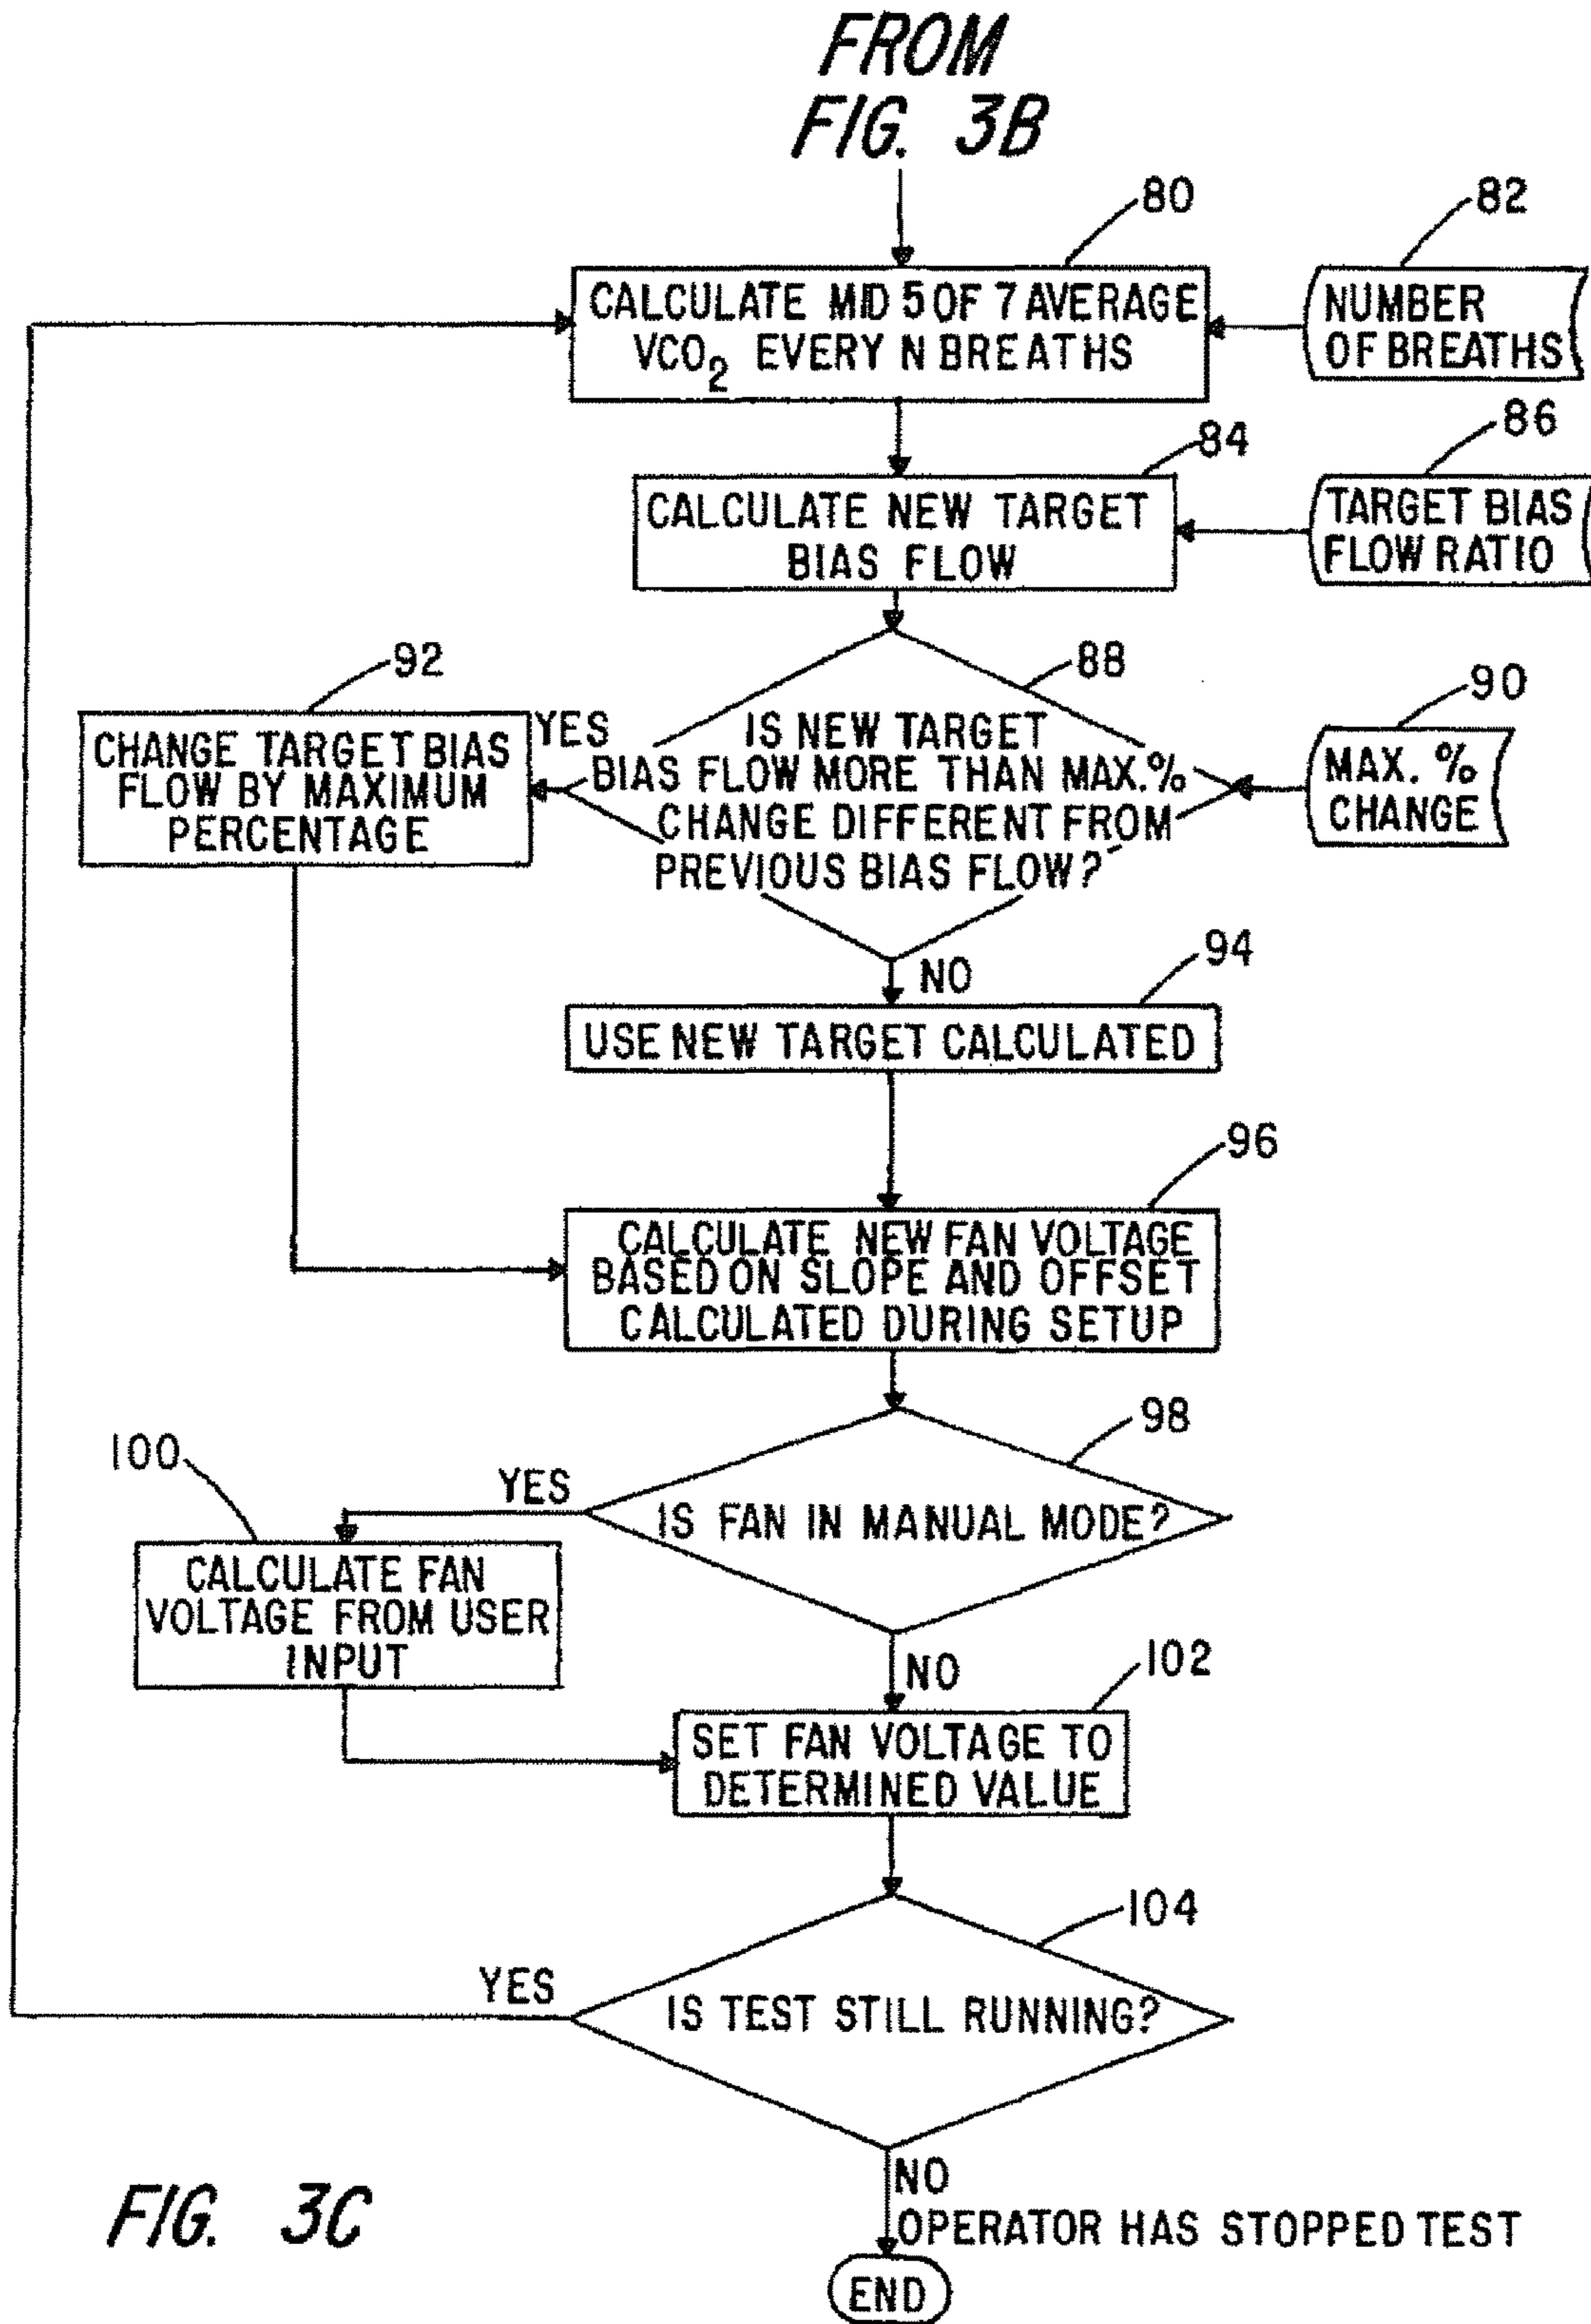 FROM
FIG. 3B
80
82
CALCULATE MID 5 OF 7 AVERAGE
VCO2 EVERY N BREATHS
NUMBER
OF BREATHS
84
86
CALCULATE NEW TARGET
BIAS FLOW
TARGET BIAS
FLOW RATIO
92
88
90
CHANGE TARGET BIAS
FLOW BY MAXIMUM
PERCENTAGE
YES
IS NEW TARGET
BIAS FLOW MORE THAN MAX.%
CHANGE DIFFERENT FROM
PREVIOUS BIAS FLOW?
MAX. %
CHANGE
NO
94
USE NEW TARGET CALCULATED
96
CALCULATE NEW FAN VOLTAGE
BASED ON SLOPE AND OFFSET
CALCULATED DURING SETUP
98
100
YES
IS FAN IN MANUAL MODE?
CALCULATE FAN
VOLTAGE FROM USER
INPUT
NO
102
SET FAN VOLTAGE TO
DETERMINED VALUE
104
YES
IS TEST STILL RUNNING?
NO
OPERATOR HAS STOPPED TEST
END
FIG. 3C